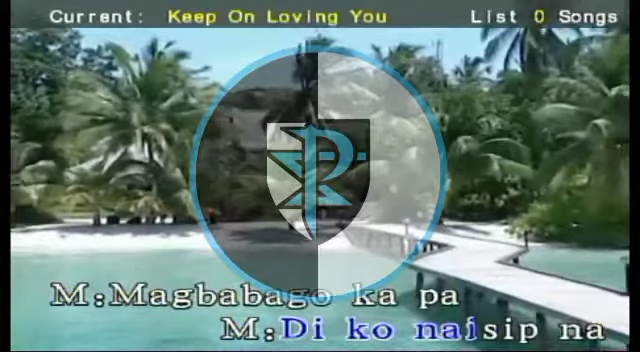 Current: Keep On Loving You List 0 Songs
M:Magbabago ka pa
M:Di ko naisip na